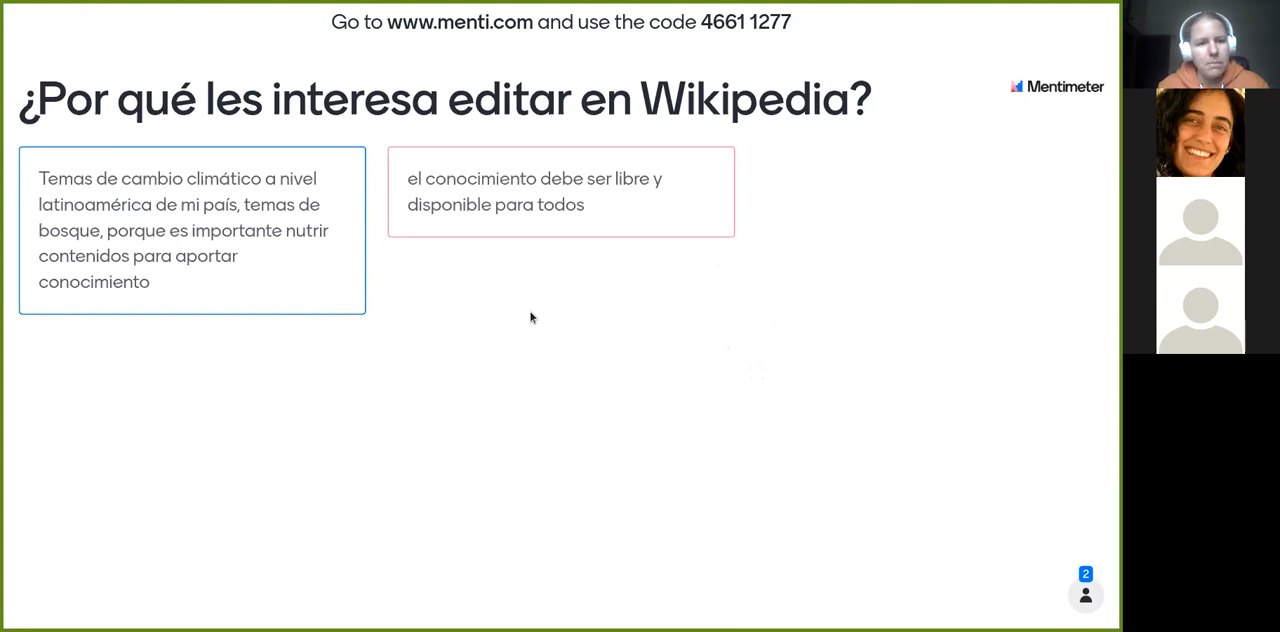 Go to www.menti.com and use the code 4661 1277
¿Por qué les interesa editar en Wikipedia?
Mentimeter
Temas de cambio climático a nivel
latinoamérica de mi país, temas de
bosque, porque es importante nutrir
contenidos para aportar
conocimiento
el conocimiento debe ser libre y
disponible para todos
2